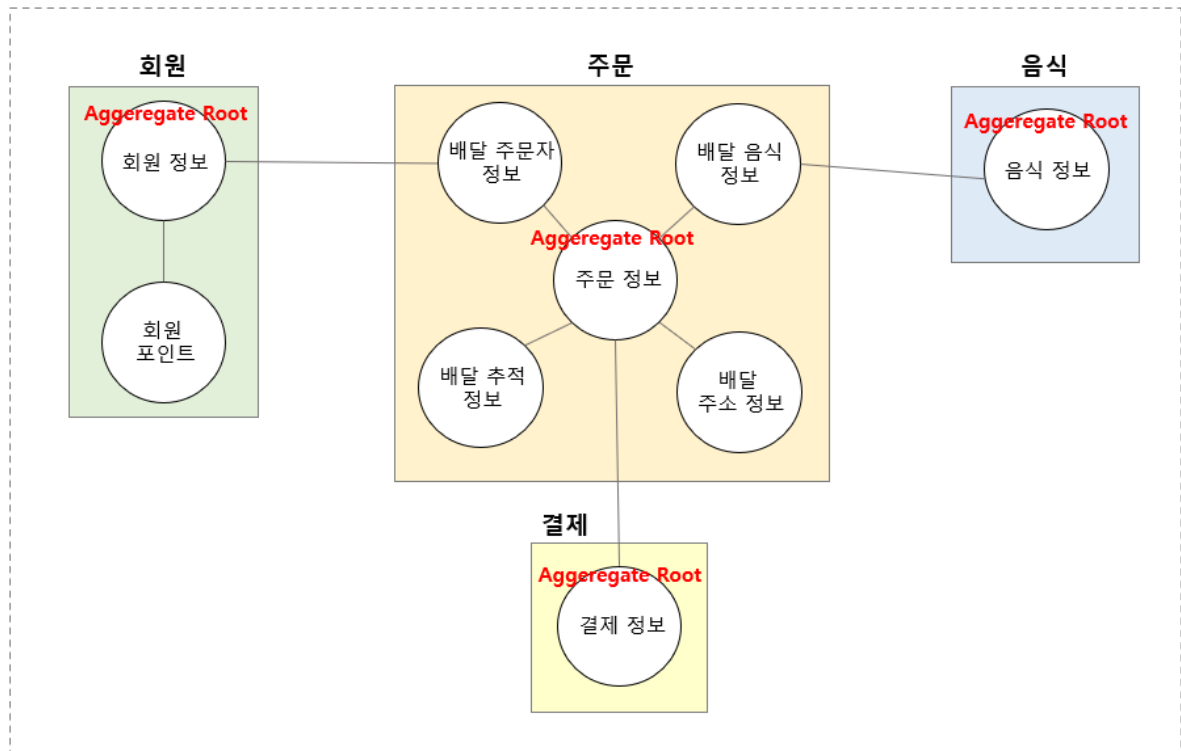 회원
Aggeregate Root
회원 정보
회원
포인트
주문
배달 주문자
정보
배달 음식
정보
Aggeregate Root
주문 정보
배달 추적
정보
배달
주소 정보
음식
Aggeregate Root
음식 정보
결제
Aggeregate Root
결제 정보